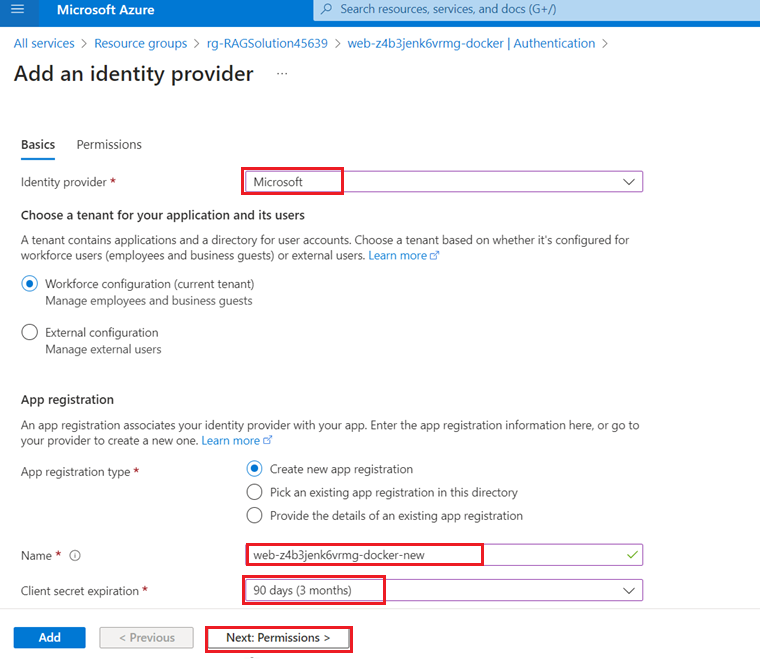 Microsoft Azure
Search resources, services, and docs (G+/)
All services > Resource groups > rg-RAGSolution45639 > web-z4b3jenk6vrmg-docker | Authentication >
Add an identity provider ...
Basics Permissions
Identity provider * Microsoft
Choose a tenant for your application and its users
A tenant contains applications and a directory for user accounts. Choose a tenant based on whether it's configured for
workforce users (employees and business guests) or external users. Learn more
Workforce configuration (current tenant)
Manage employees and business guests
External configuration
Manage external users
App registration
An app registration associates your identity provider with your app. Enter the app registration information here, or go to
your provider to create a new one. Learn more
App registration type * Create new app registration
Pick an existing app registration in this directory
Provide the details of an existing app registration
Name * web-z4b3jenk6vrmg-docker-new
Client secret expiration * 90 days (3 months)
Add < Previous Next: Permissions >